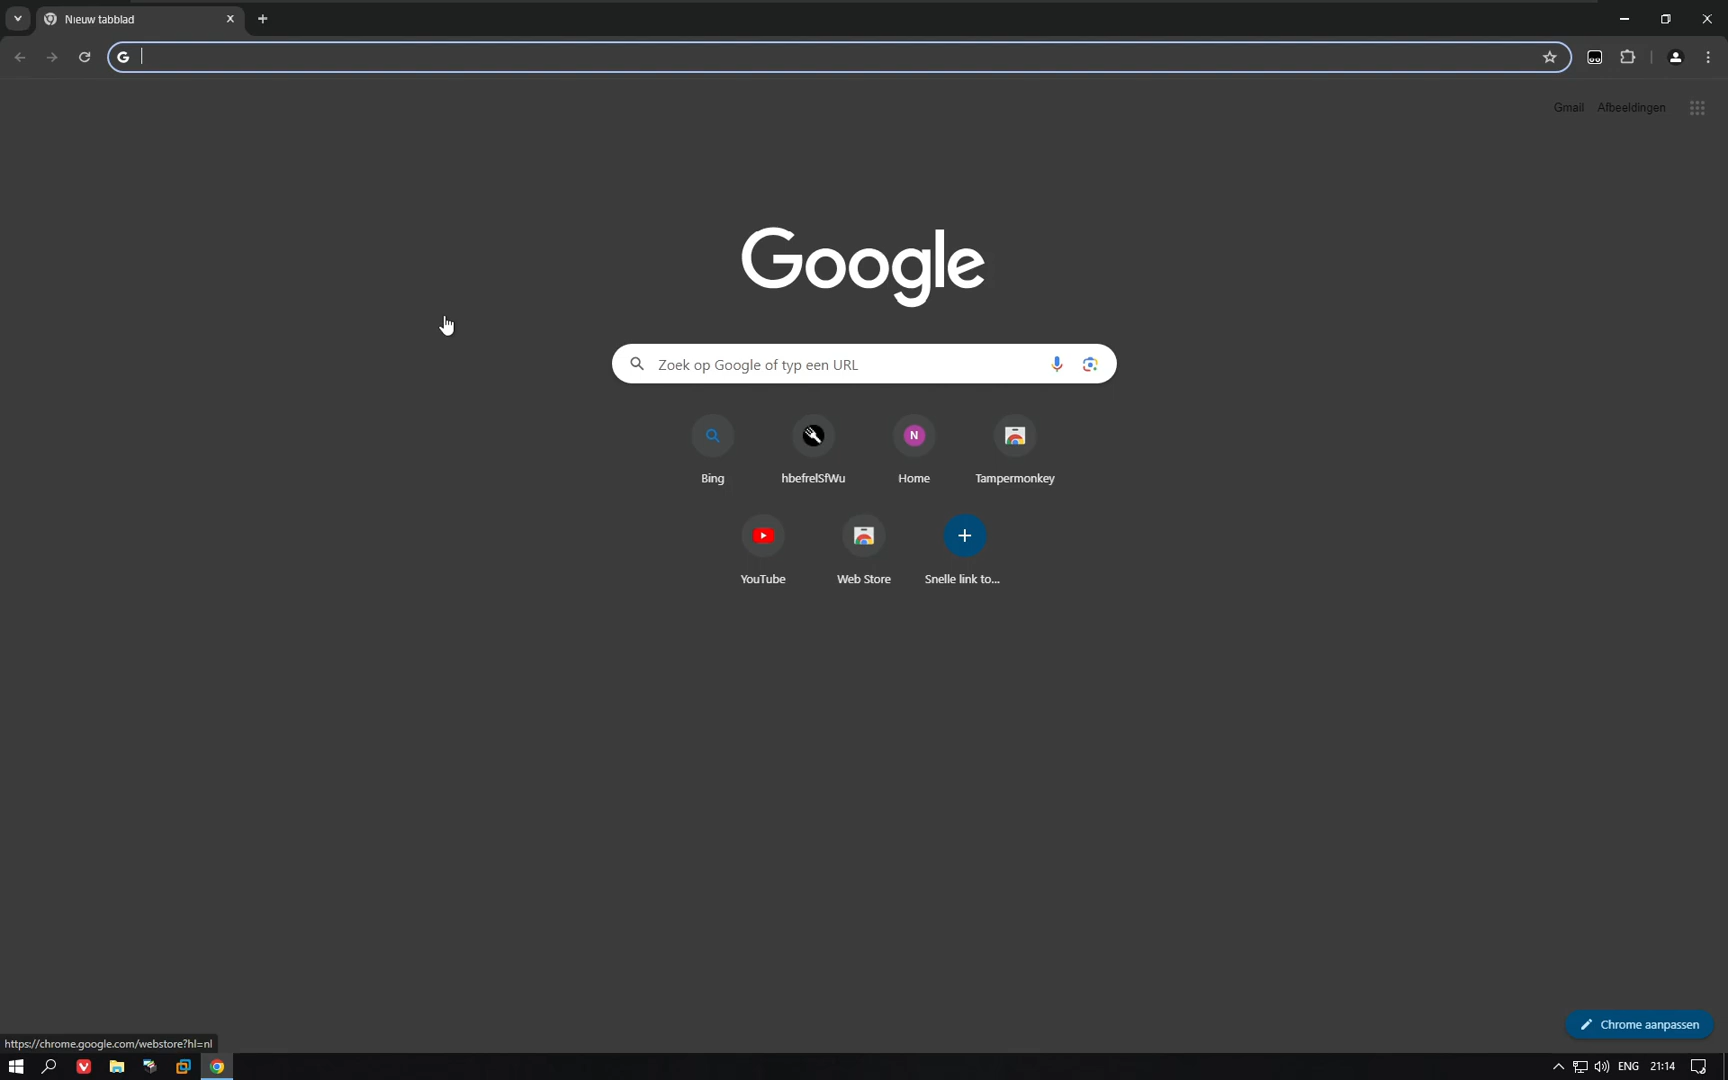 Nieuw tabblad
Gmail Afbeeldingen
Google
Zoek op Google of typ een URL
Bing hbefrelSfWu Home Tampermonkey
YouTube Web Store Snelle link to...
Chrome aanpassen
https://chrome.google.com/webstore?hl=nl
ENG 21:14